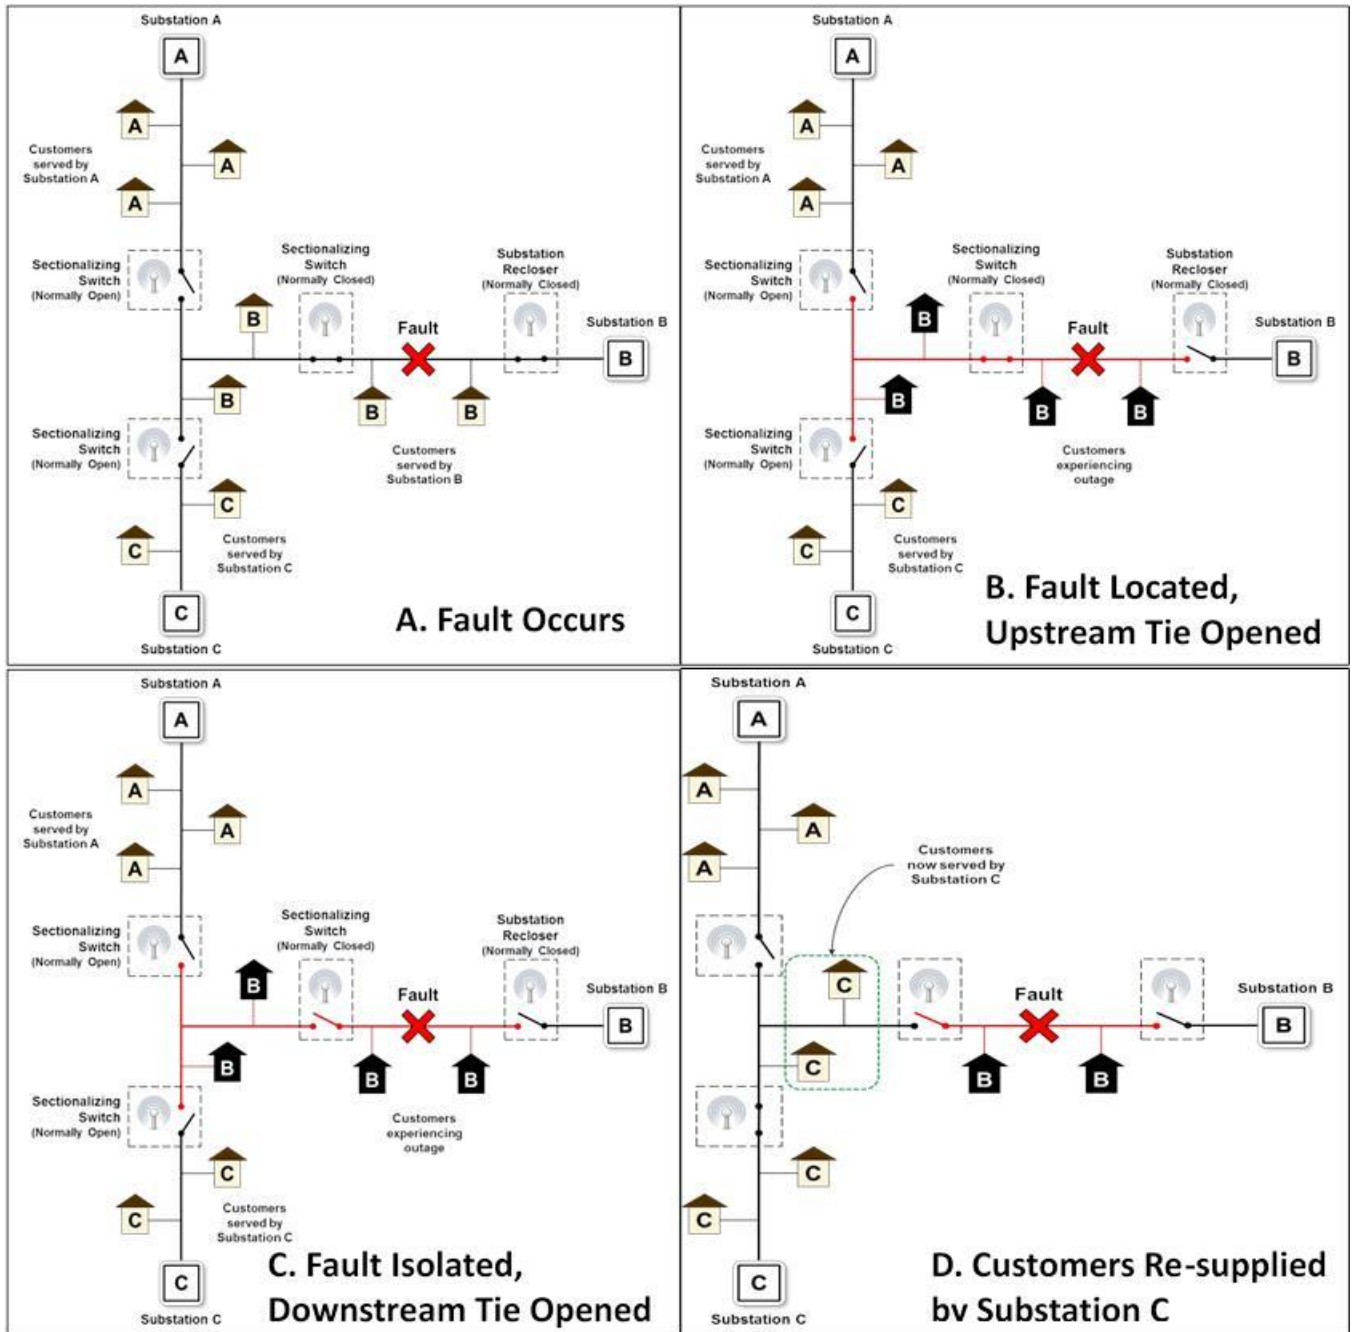 Substation A
A
A
A
Customers
served by
Substation A
A
Sectionalizing
Switch
(Normally Open)
Sectionalizing
Switch
(Normally Closed)
Substation
Recloser
(Normally Closed)
B
Fault
Substation B
B
B
B
B
Sectionalizing
Switch
(Normally Open)
Customers
served by
Substation B
C
C
Customers
served by
Substation C
C
Substation C
A. Fault Occurs
Substation A
A
A
A
Customers
served by
Substation A
A
Sectionalizing
Switch
(Normally Open)
Sectionalizing
Switch
(Normally Closed)
Substation
Recloser
(Normally Closed)
B
Fault
Substation B
B
B
B
B
Sectionalizing
Switch
(Normally Open)
Customers
experiencing
outage
C
C
Customers
served by
Substation C
C
Substation C
B. Fault Located,
Upstream Tie Opened
Substation A
A
A
Customers
served by
Substation A
A
A
Sectionalizing
Switch
(Normally Open)
Sectionalizing
Switch
(Normally Closed)
Substation
Recloser
(Normally Closed)
B
Fault
Substation B
B
B
B
B
Sectionalizing
Switch
(Normally Open)
Customers
experiencing
outage
C
C
Customers
served by
Substation C
C
Substation C
C. Fault Isolated,
Downstream Tie Opened
Substation A
A
A
A
A
Customers
now served by
Substation C
C
Fault
Substation B
B
C
B
B
C
C
C
Substation C
D. Customers Re-supplied
by Substation C